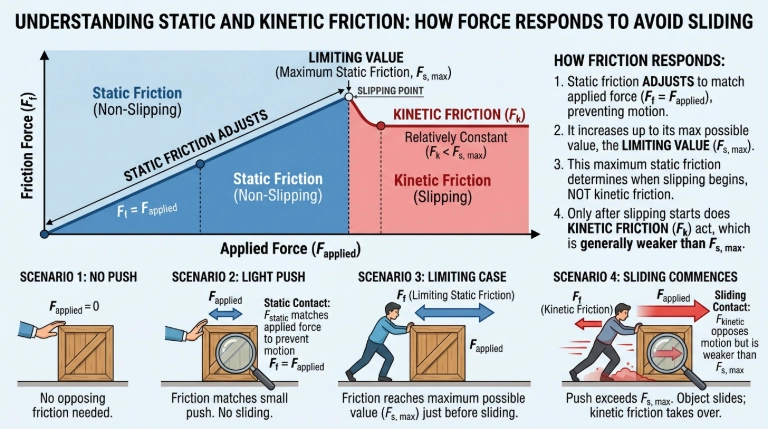 UNDERSTANDING STATIC AND KINETIC FRICTION: HOW FORCE RESPONDS TO AVOID SLIDING
Friction Force (Ff)
Static Friction
(Non-Slipping)
STATIC FRICTION ADJUSTS
Ff = Fapplied
Static Friction
(Non-Slipping)
LIMITING VALUE
(Maximum Static Friction, Fs, max)
SLIPPING POINT
KINETIC FRICTION (Fk)
Relatively Constant
(Fk < Fs, max)
Kinetic Friction
(Slipping)
Applied Force (Fapplied)
HOW FRICTION RESPONDS:
1. Static friction ADJUSTS to match
applied force (Ff = Fapplied),
preventing motion.
2. It increases up to its max possible
value, the LIMITING VALUE (Fs, max).
3. This maximum static friction
determines when slipping begins,
NOT kinetic friction.
4. Only after slipping starts does
KINETIC FRICTION (Fk) act, which
is generally weaker than Fs, max.
SCENARIO 1: NO PUSH
Fapplied = 0
No opposing
friction needed.
SCENARIO 2: LIGHT PUSH
Fapplied
Static Contact:
Fstatic matches
applied force
to prevent
motion
Ff = Fapplied
Friction matches small
push. No sliding.
SCENARIO 3: LIMITING CASE
Ff (Limiting Static Friction)
Fapplied
Friction reaches maximum possible
value (Fs, max) just before sliding.
SCENARIO 4: SLIDING COMMENCES
Ff
(Kinetic Friction)
Fapplied
Sliding
Contact:
Fkinetic
opposes
motion but is
weaker than
Fs, max
Push exceeds Fs, max. Object slides;
kinetic friction takes over.